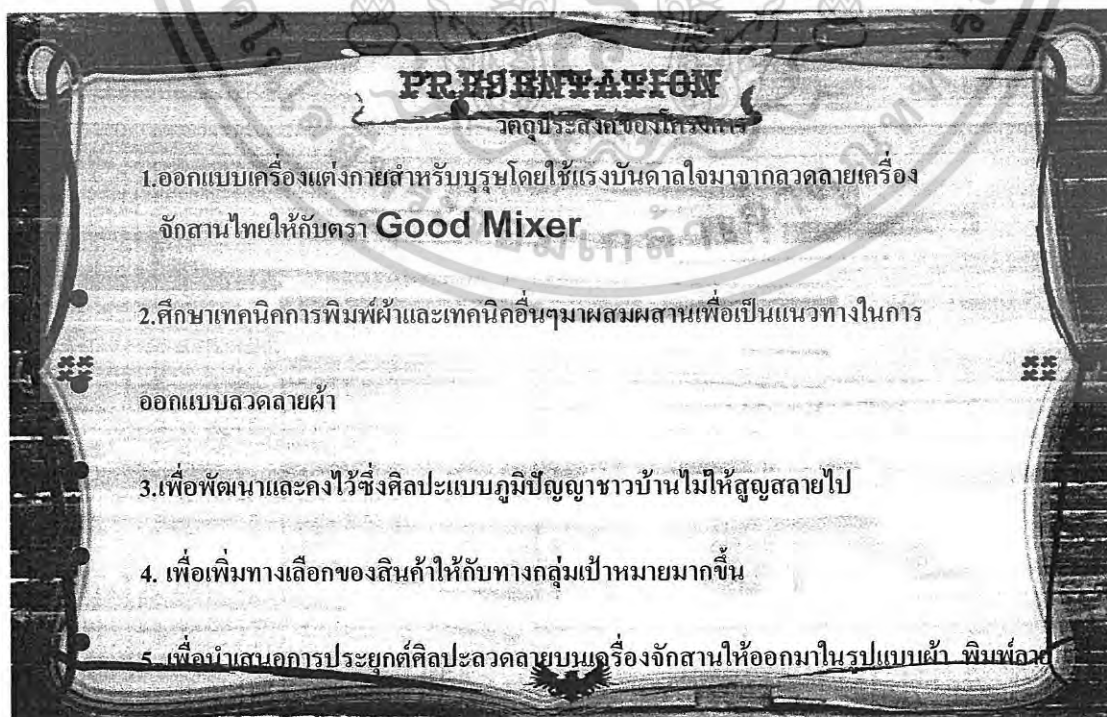 PRESENTATION
วัตถุประสงค์ของโครงการ
1.ออกแบบเครื่องแต่งกายสำหรับบุรุษโดยใช้แรงบันดาลใจมาจากลวดลายเครื่อง
จักสานไทยให้กับตรา Good Mixer
2.ศึกษาเทคนิคการพิมพ์ผ้าและเทคนิคอื่นๆมาผสมผสานเพื่อเป็นแนวทางในการ
ออกแบบลวดลายผ้า
3.เพื่อพัฒนาและคงไว้ซึ่งศิลปะแบบภูมิปัญญาชาวบ้านไม่ให้สูญสลายไป
4. เพื่อเพิ่มทางเลือกของสินค้าให้กับทางกลุ่มเป้าหมายมากขึ้น
5. เพื่อนำเสนอการประยุกต์ศิลปะลวดลายบนเครื่องจักสานให้ออกมาในรูปแบบผ้า พิมพ์ลาย